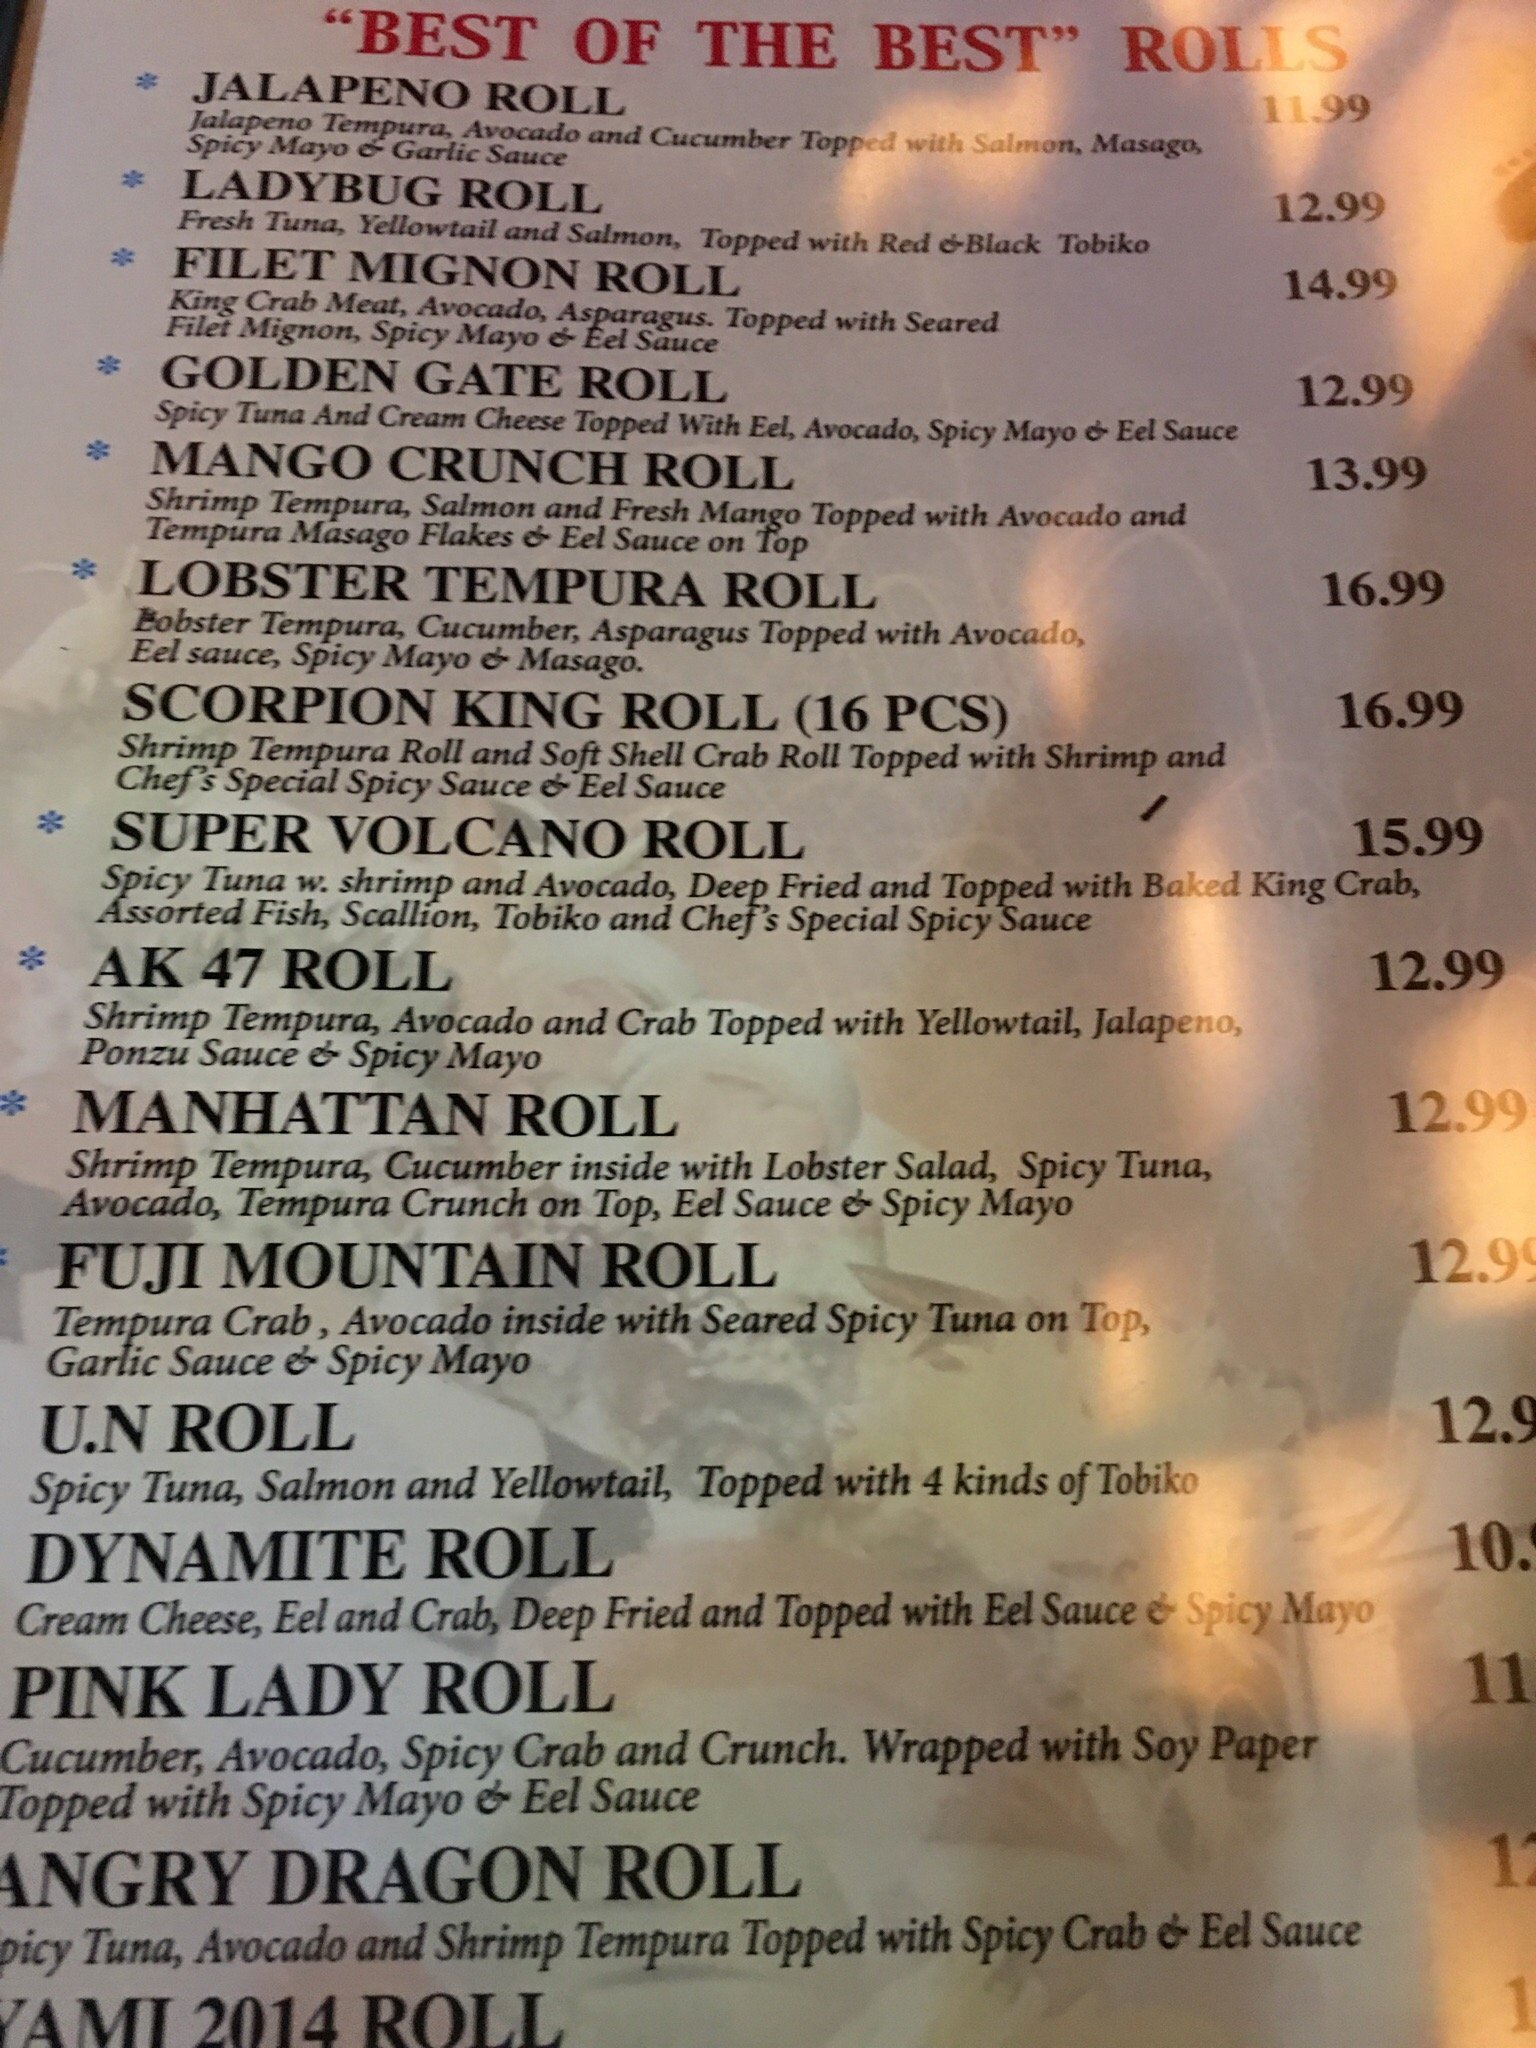 "BEST OF THE BEST" ROLLS
* JALAPENO ROLL 11.99
Jalapeno Tempura, Avocado and Cucumber Topped with Salmon, Masago,
Spicy Mayo & Garlic Sauce
* LADYBUG ROLL 12.99
Fresh Tuna, Yellowtail and Salmon, Topped with Red &Black Tobiko
* FILET MIGNON ROLL 14.99
King Crab Meat, Avocado, Asparagus. Topped with Seared
Filet Mignon, Spicy Mayo & Eel Sauce
* GOLDEN GATE ROLL 12.99
Spicy Tuna And Cream Cheese Topped With Eel, Avocado, Spicy Mayo & Eel Sauce
* MANGO CRUNCH ROLL 13.99
Shrimp Tempura, Salmon and Fresh Mango Topped with Avocado and
Tempura Masago Flakes & Eel Sauce on Top
* LOBSTER TEMPURA ROLL 16.99
Lobster Tempura, Cucumber, Asparagus Topped with Avocado,
Eel sauce, Spicy Mayo & Masago.
SCORPION KING ROLL (16 PCS) 16.99
Shrimp Tempura Roll and Soft Shell Crab Roll Topped with Shrimp and
Chef's Special Spicy Sauce & Eel Sauce
* SUPER VOLCANO ROLL 15.99
Spicy Tuna w. shrimp and Avocado, Deep Fried and Topped with Baked King Crab,
Assorted Fish, Scallion, Tobiko and Chef's Special Spicy Sauce
* AK 47 ROLL 12.99
Shrimp Tempura, Avocado and Crab Topped with Yellowtail, Jalapeno,
Ponzu Sauce & Spicy Mayo
* MANHATTAN ROLL 12.99
Shrimp Tempura, Cucumber inside with Lobster Salad, Spicy Tuna,
Avocado, Tempura Crunch on Top, Eel Sauce & Spicy Mayo
* FUJI MOUNTAIN ROLL 12.99
Tempura Crab , Avocado inside with Seared Spicy Tuna on Top,
Garlic Sauce & Spicy Mayo
U.N ROLL 12.9
Spicy Tuna, Salmon and Yellowtail, Topped with 4 kinds of Tobiko
DYNAMITE ROLL 10.
Cream Cheese, Eel and Crab, Deep Fried and Topped with Eel Sauce & Spicy Mayo
PINK LADY ROLL 11
Cucumber, Avocado, Spicy Crab and Crunch. Wrapped with Soy Paper
Topped with Spicy Mayo & Eel Sauce
ANGRY DRAGON ROLL 12
picy Tuna, Avocado and Shrimp Tempura Topped with Spicy Crab & Eel Sauce
YAMI 2014 ROLL 1